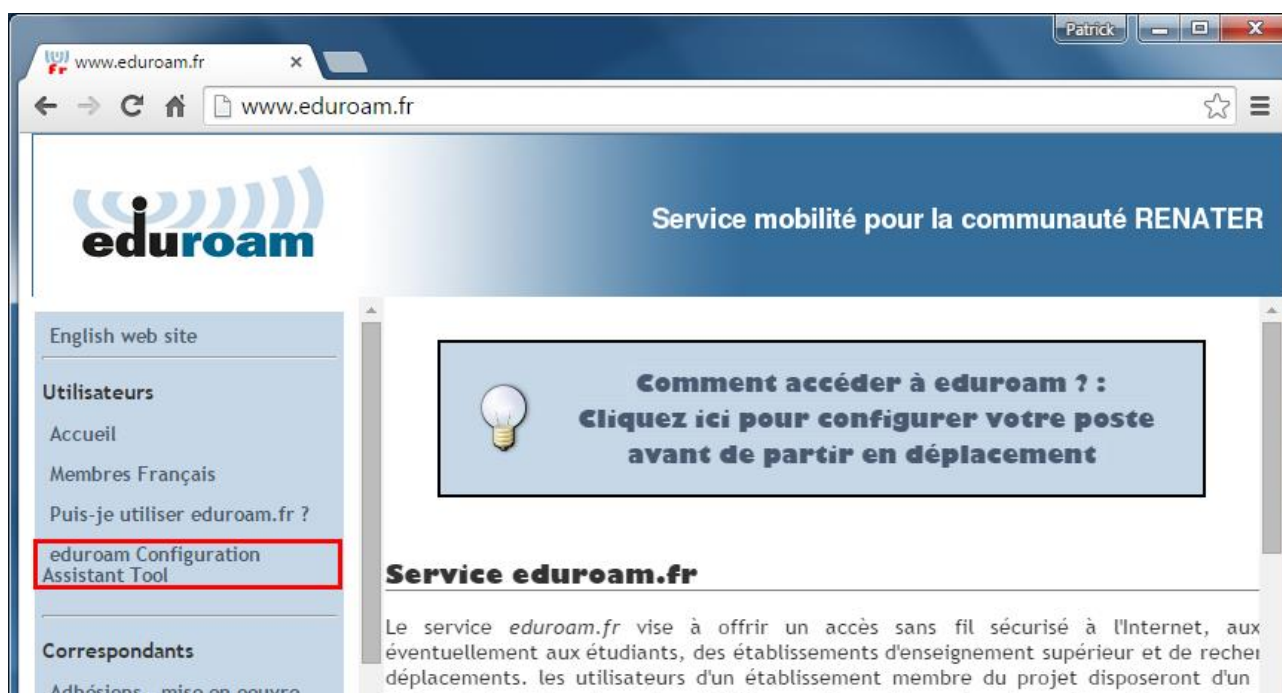 Patrick
www.eduroam.fr
www.eduroam.fr
eduroam
Service mobilité pour la communauté RENATER
English web site
Utilisateurs
Accueil
Membres Français
Puis-je utiliser eduroam.fr ?
eduroam Configuration
Assistant Tool
Correspondants
Adhésions - mise en oeuvre
Comment accéder à eduroam ? :
Cliquez ici pour configurer votre poste
avant de partir en déplacement
Service eduroam.fr
Le service eduroam.fr vise à offrir un accès sans fil sécurisé à l'Internet, aux
éventuellement aux étudiants, des établissements d'enseignement supérieur et de
déplacements. les utilisateurs d'un établissement membre du projet disposeront d'un